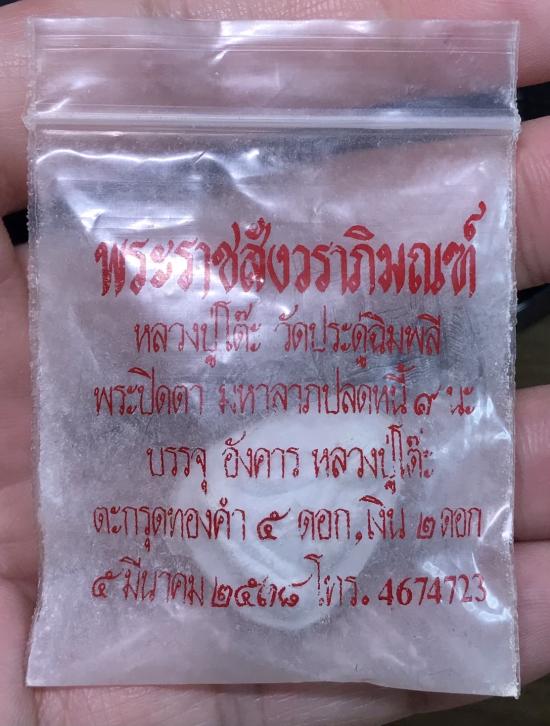 พระราชสังวราภิมณฑ์
หลวงปู่โต๊ะ วัดประดู่ฉิมพลี
พระปิดตา มหาลาภปลดหนี้ ๙ นะ
บรรจุ อังคาร หลวงปู่โต๊ะ
ตะกรุดทองคำ ๕ ดอก,เงิน ๒ ดอก
๕ มีนาคม ๒๕๓๘ โทร. 4674723